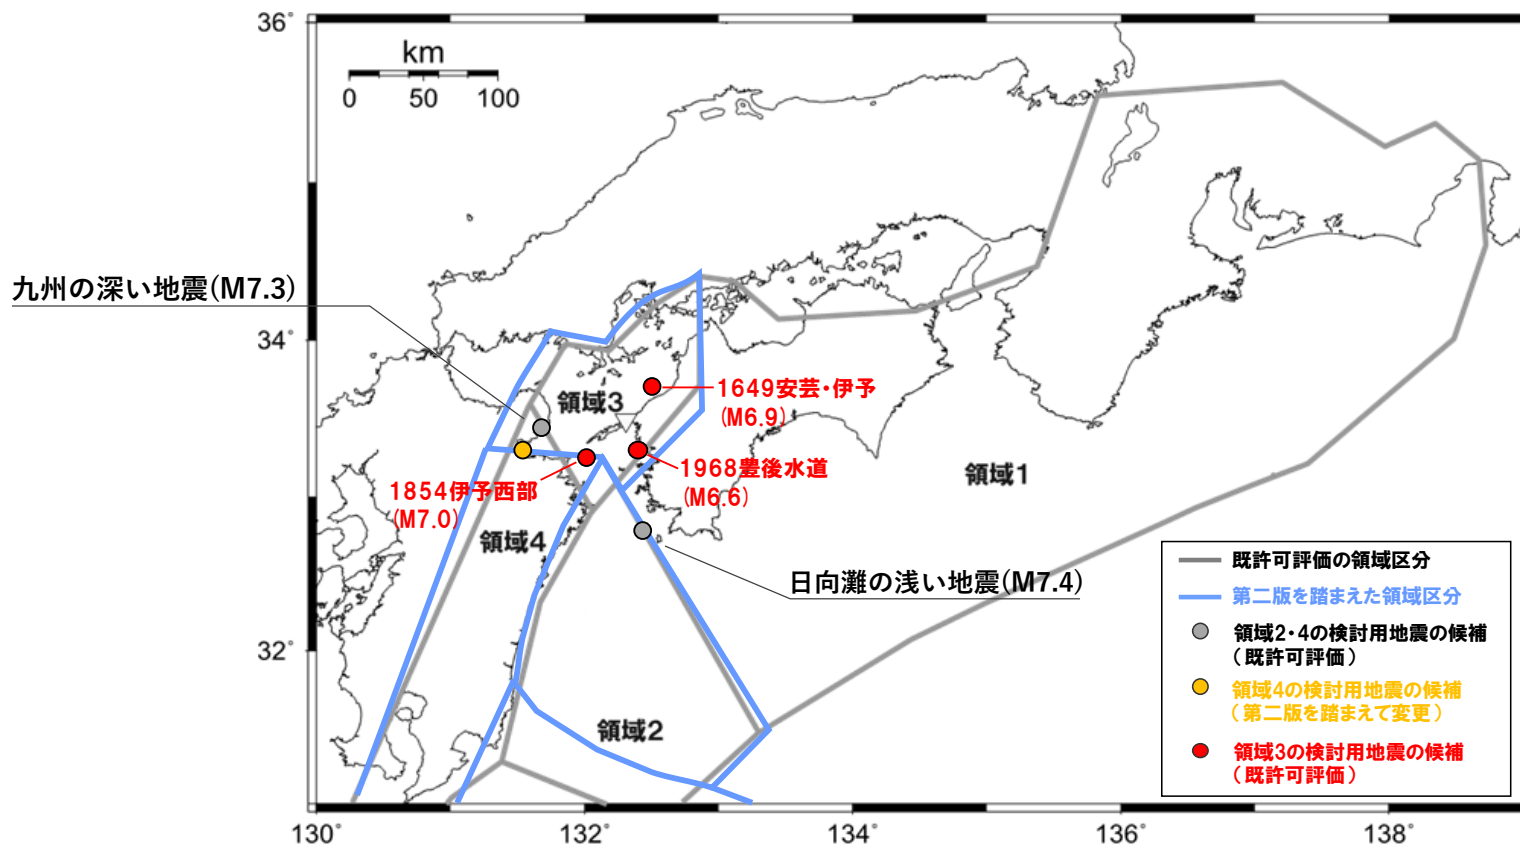 36°
km
0 50 100
九州の深い地震(M7.3)
34°
領域3
1649安芸・伊予
(M6.9)
1968豊後水道
(M6.6)
領域1
1854伊予西部
(M7.0)
領域4
日向灘の浅い地震(M7.4)
既許可評価の領域区分
第二版を踏まえた領域区分
領域2・4の検討用地震の候補
(既許可評価)
領域4の検討用地震の候補
(第二版を踏まえて変更)
領域3の検討用地震の候補
(既許可評価)
32°
領域2
130° 132° 134° 136° 138°